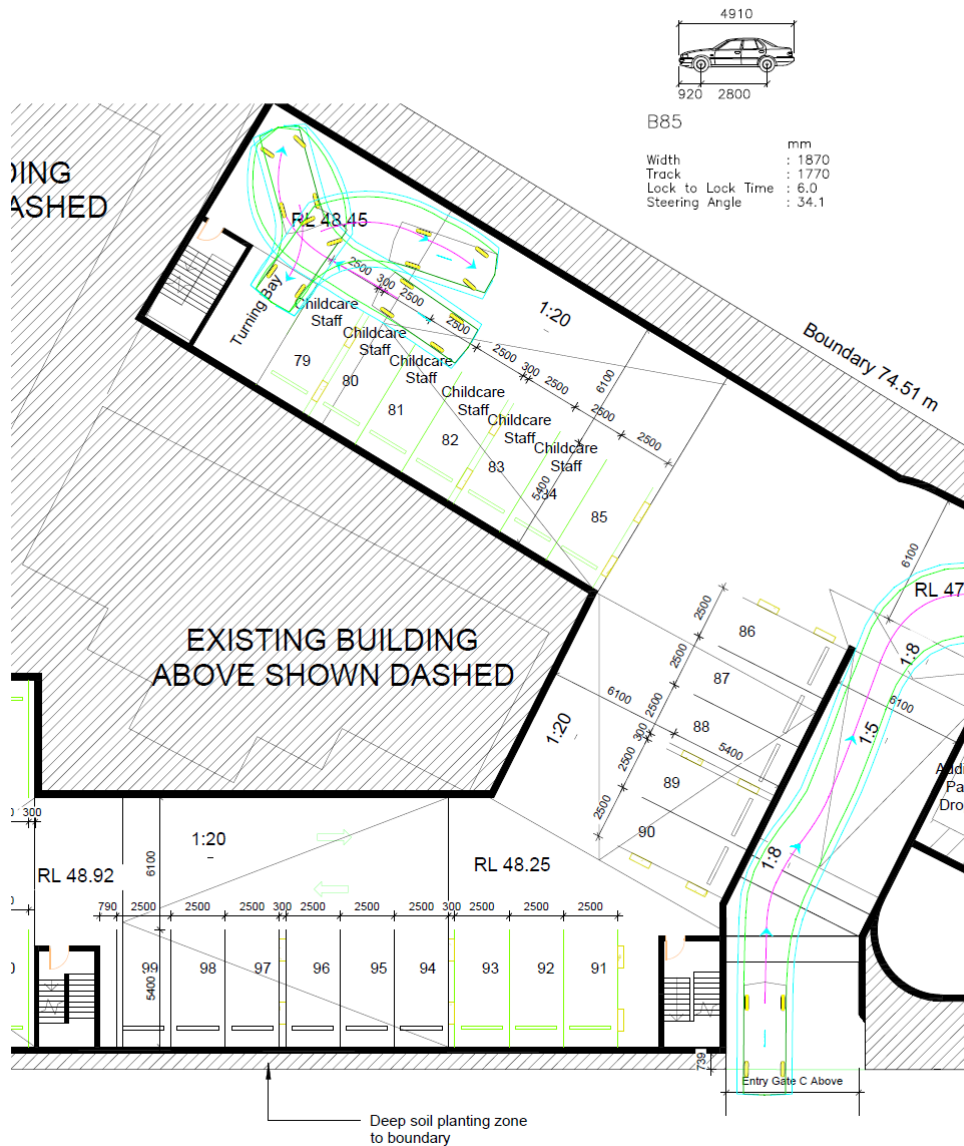 4910
920 2800
B85
mm
Width : 1870
Track : 1770
Lock to Lock Time : 6.0
Steering Angle : 34.1
DING
ASHED
RL 43.45
Turning Bay
2500
300
2500
2500
2500
300
2500
2500
2500
Childcare
Staff
Childcare
Staff
Childcare
Staff
Childcare
Staff
Childcare
Staff
Childcare
Staff
1:20
6100
5400
Boundary 74.51 m
79
80
81
82
83
85
EXISTING BUILDING
ABOVE SHOWN DASHED
6100
RL 47
2500
86
2500
87
1:8
6100
2500
88
6100
1:20
300
5400
1:5
2500
89
2500
90
1:8
Pa
Dro
300
1:20
6100
RL 48.92
RL 48.25
790 2500 2500 2500 300 2500 2500 2500 300 2500 2500 2500
99 98 97 96 95 94 93 92 91
5400
739
Entry Gate C Above
Deep soil planting zone
to boundary